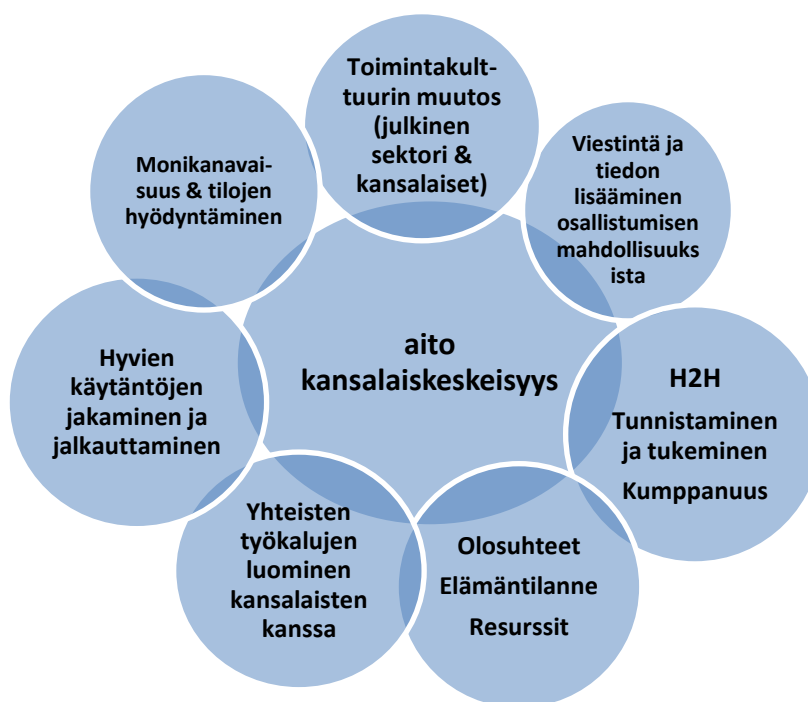 Toimintakult-
tuurin muutos
(julkinen
sektori &
kansalaiset)
Viestintä ja
tiedon
lisääminen
osallistumisen
mahdollisuuks
ista
H2H
Tunnistaminen
ja tukeminen
Kumppanuus
Olosuhteet
Elämäntilanne
Resurssit
Yhteisten
työkalujen
luominen
kansalaisten
kanssa
Hyvien
käytäntöjen
jakaminen ja
jalkauttaminen
Monikanavai-
suus & tilojen
hyödyntäminen
aito
kansalaiskeskeisyys